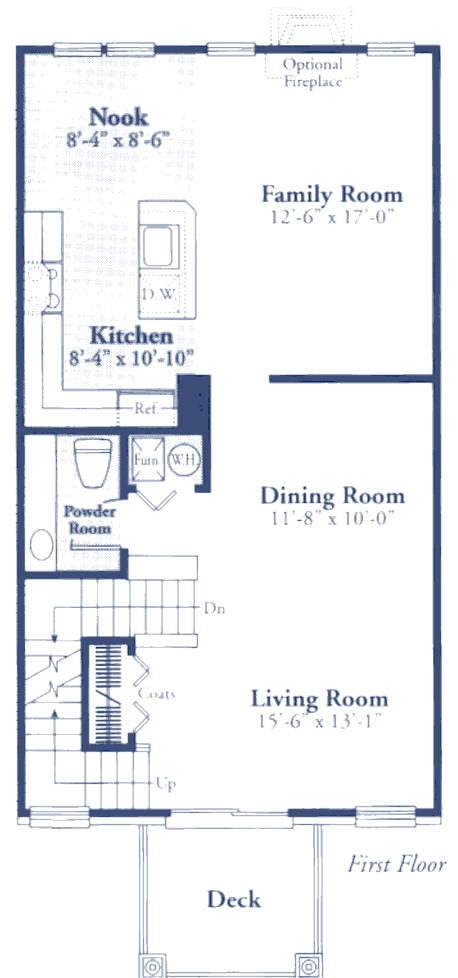 Optional
Fireplace
Nook
8'-4" x 8'-6"
Family Room
12'-6" x 17'-0"
D.W.
Kitchen
8'-4" x 10'-10"
Ref.
Furn.
W.H.
Powder
Room
Dining Room
11'-8" x 10'-0"
Dn
Coats
Living Room
15'-6" x 13'-1"
Up
First Floor
Deck